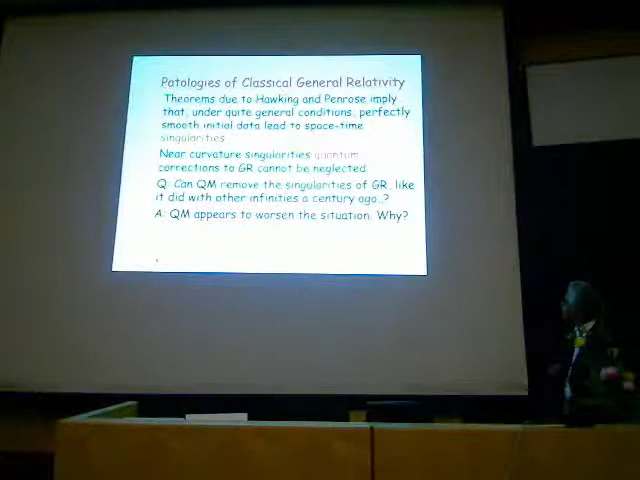 Patologies of Classical General Relativity
Theorems due to Hawking and Penrose imply
that, under quite general conditions, perfectly
smooth initial data lead to space-time
singularities
Near curvature singularities quantum
corrections to GR cannot be neglected.
Q: Can QM remove the singularities of GR, like
it did with other infinities a century ago..?
A: QM appears to worsen the situation. Why?